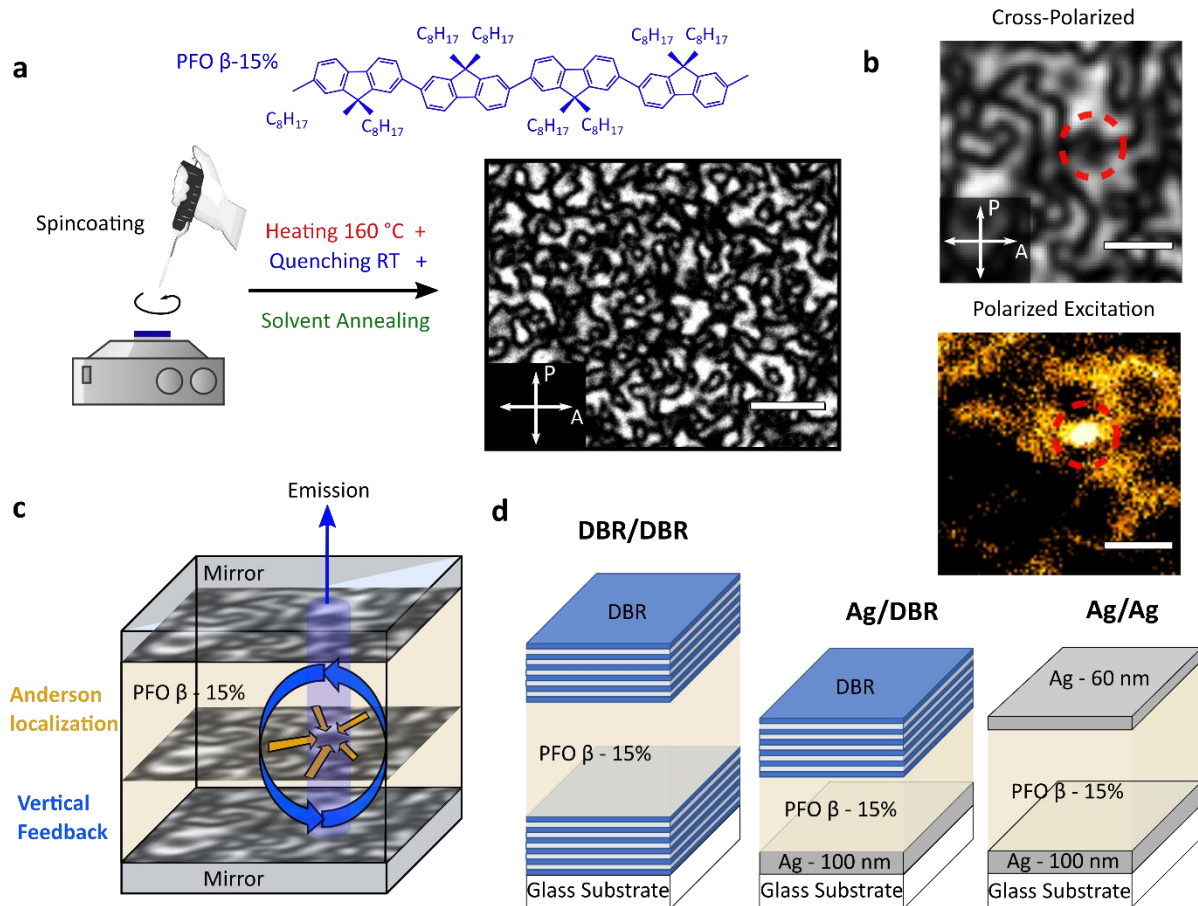 a
PFO β-15%
C₈H₁₇ C₈H₁₇ C₈H₁₇ C₈H₁₇
C₈H₁₇ C₈H₁₇ C₈H₁₇ C₈H₁₇
Spincoating
Heating 160 °C +
Quenching RT +
Solvent Annealing
P
A
b
Cross-Polarized
P
A
Polarized Excitation
c
Emission
Mirror
PFO β - 15%
Anderson
localization
Vertical
Feedback
Mirror
d
DBR/DBR
DBR
PFO β - 15%
Glass Substrate
Ag/DBR
DBR
PFO β - 15%
Ag - 100 nm
Glass Substrate
Ag/Ag
Ag - 60 nm
PFO β - 15%
Ag - 100 nm
Glass Substrate